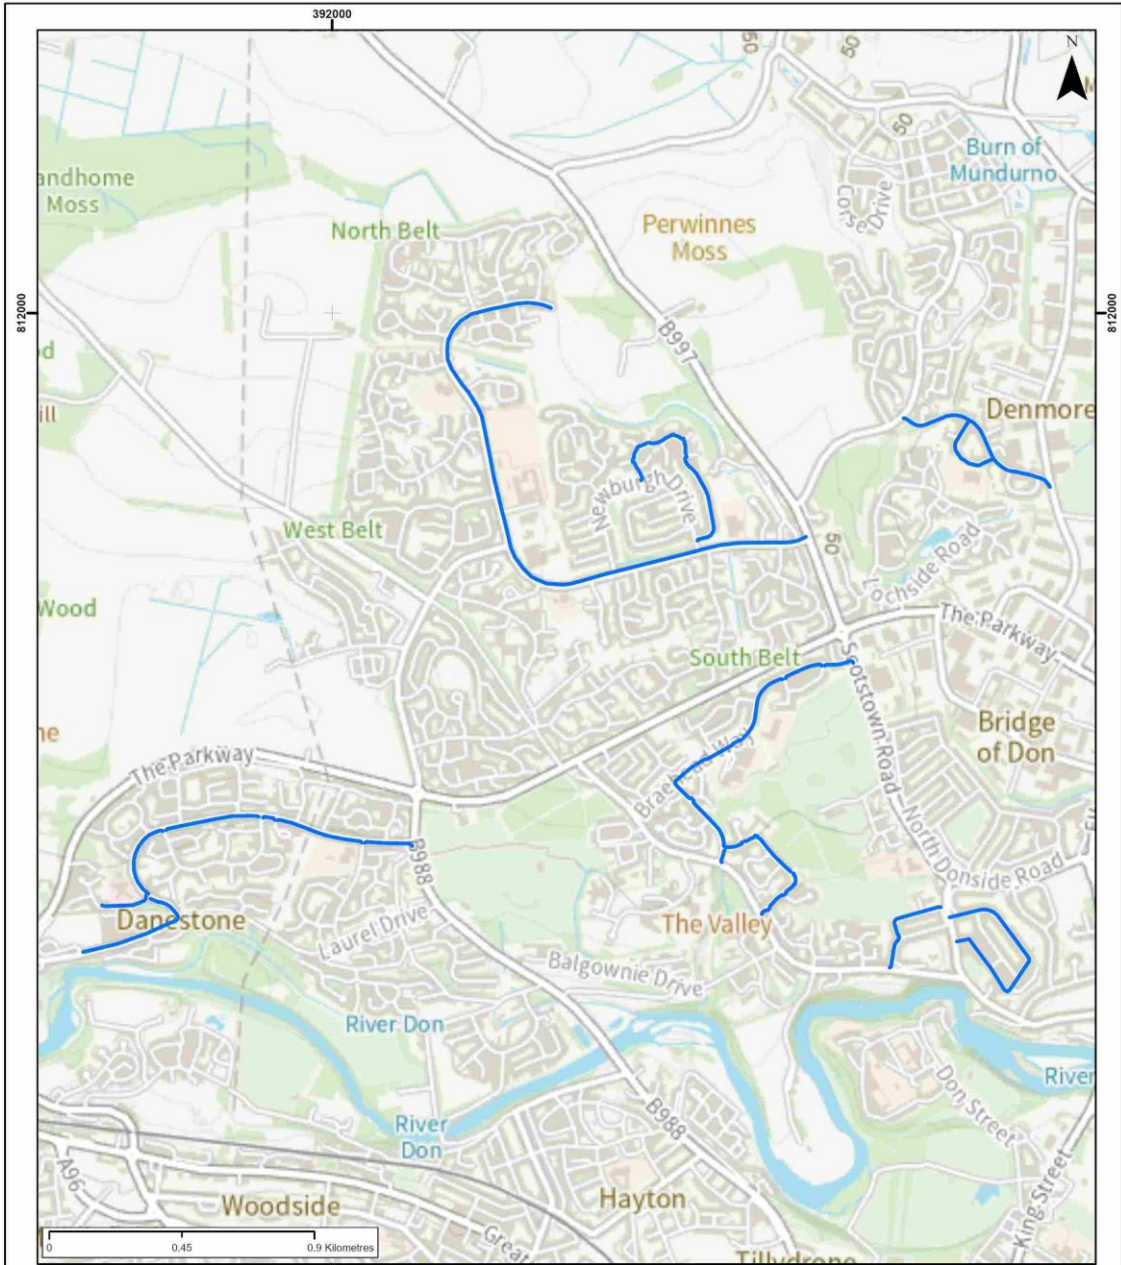 392000
N
50
50
50
Burn of
Mundurno
andhome
Moss
North Belt
Corse Drive
Perwinnes
Moss
812000
812000
B997
d
ill
Denmore
Newburgh Drive
West Belt
50
Lochside Road
Wood
The Parkway
South Belt
Scotstown Road
ne
Bridge
of Don
The Parkway
Braehead Way
North Donside Road
B988
Danestone
Laurel Drive
The Valley
Balgownie Drive
River Don
River
Don Street
River
Don
B988
A96
Woodside
Hayton
King Street
Great
Tillydrone
0
0.45
0.9 Kilometres